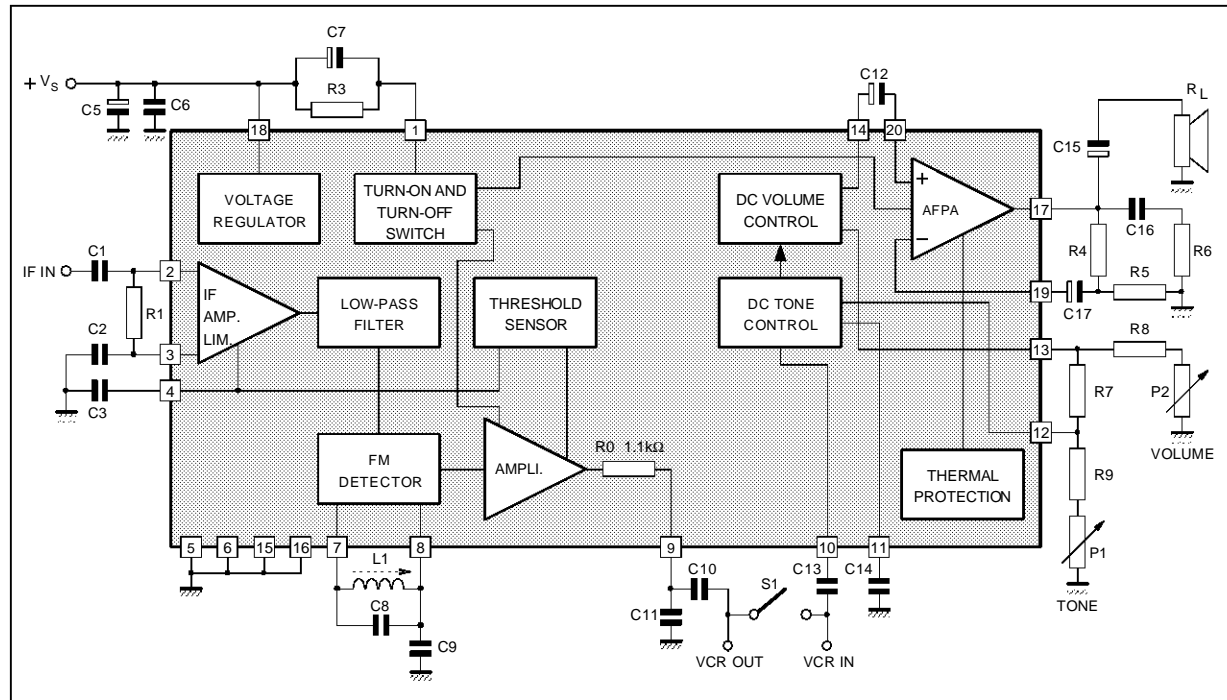 C7
+ VS
R3
C12
RL
C5
C6
18
1
14
20
C15
VOLTAGE
REGULATOR
TURN-ON AND
TURN-OFF
SWITCH
DC VOLUME
CONTROL
+
AFPA
−
17
C16
R4
R6
C1
IF IN
2
R1
IF
AMP.
LIM.
LOW-PASS
FILTER
THRESHOLD
SENSOR
DC TONE
CONTROL
19
C17
R5
C2
3
13
R8
4
C3
R7
P2
12
VOLUME
FM
DETECTOR
AMPLI.
R0 1.1kΩ
THERMAL
PROTECTION
R9
5
6
15
16
7
8
9
10
11
P1
L1
C10
S1
C13
C14
TONE
C8
C11
C9
VCR OUT
VCR IN